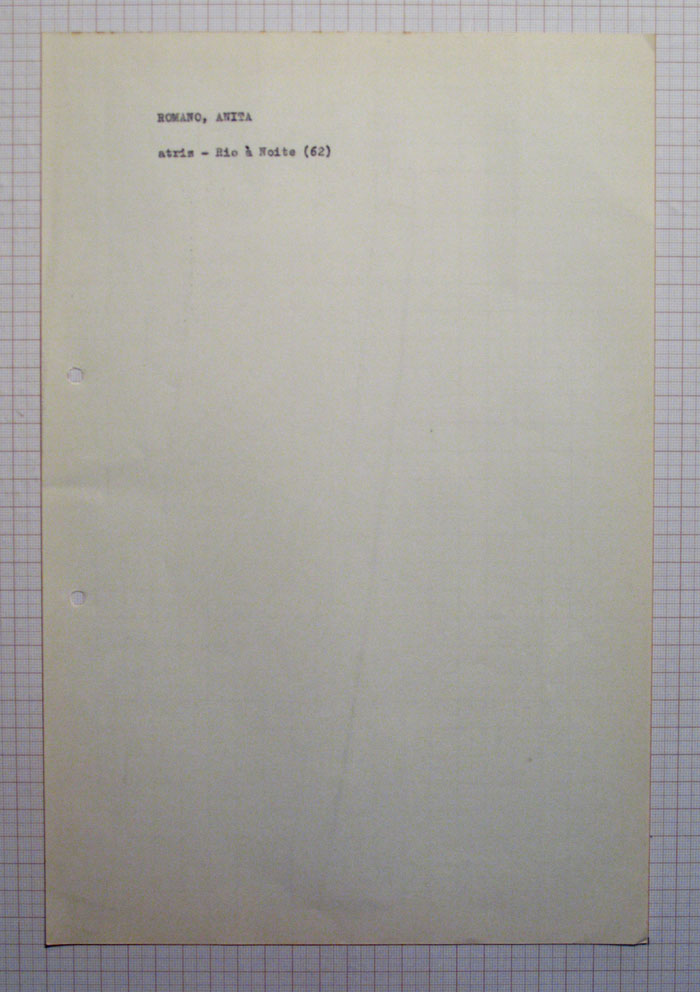 ROMANO, ANITA
atriz - Rio à Noite (62)